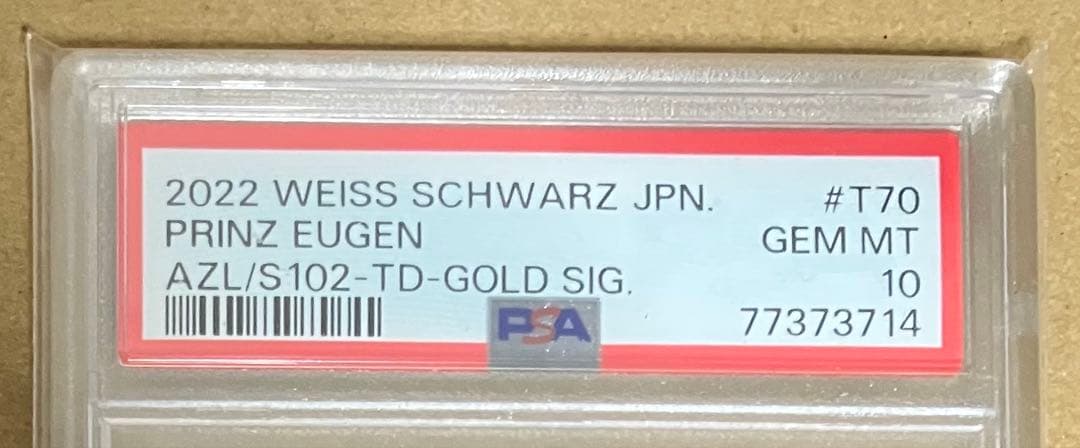 2022 WEISS SCHWARZ JPN. #T70
PRINZ EUGEN GEM MT
AZL/S102-TD-GOLD SIG. 10
PSA 77373714